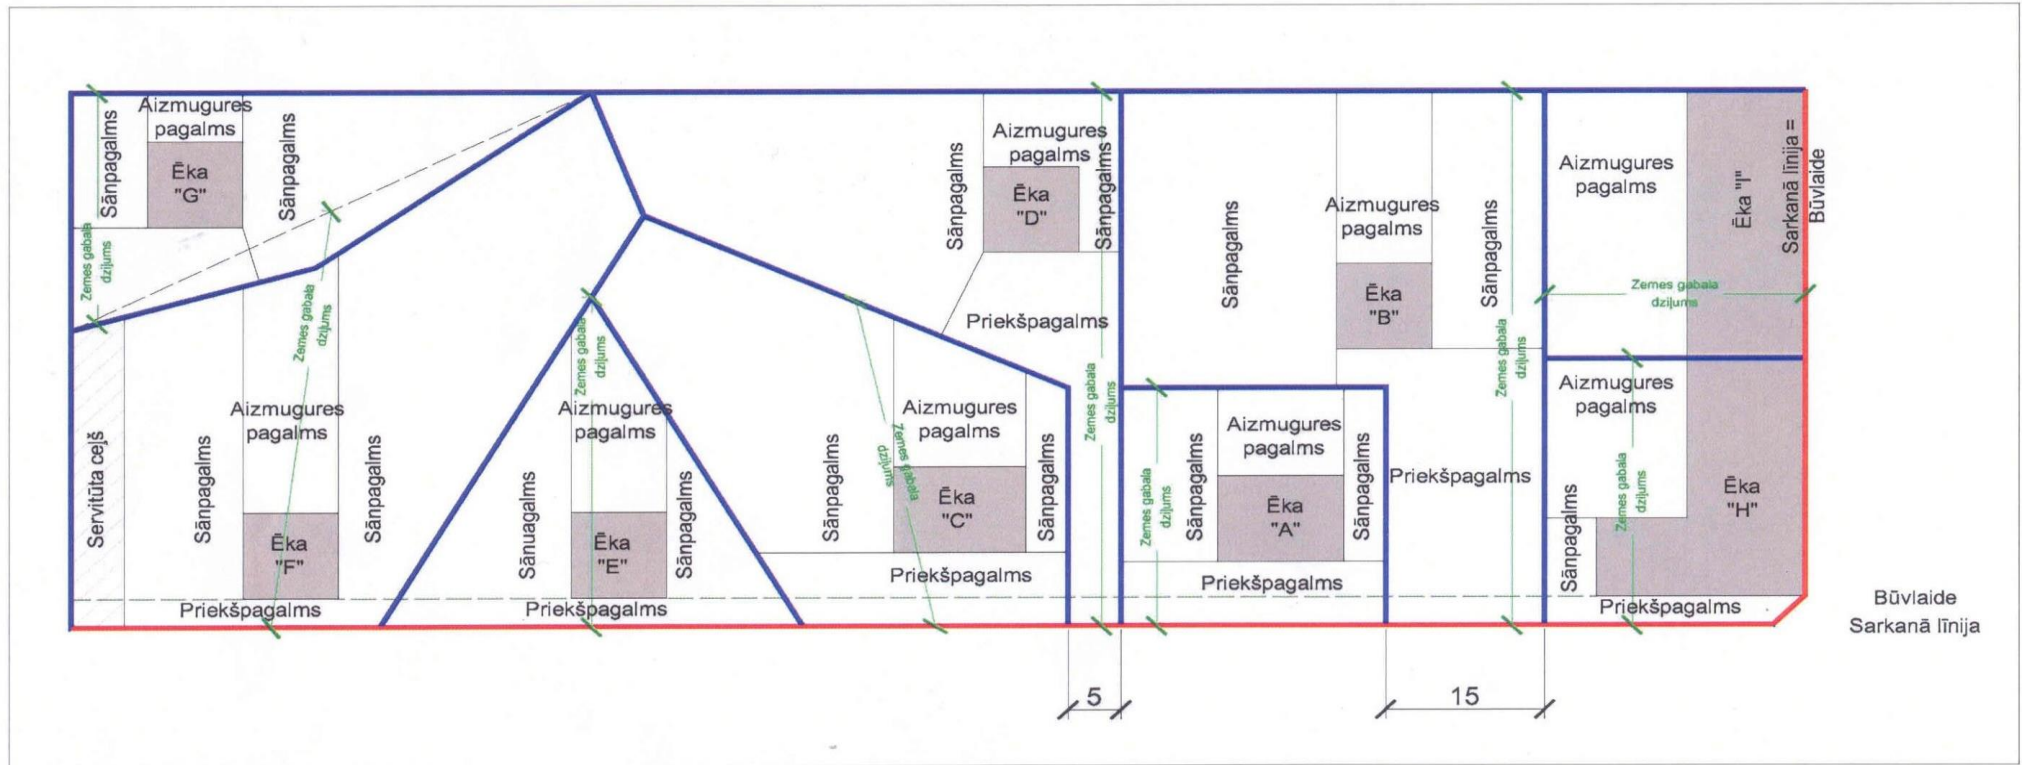 Sānpagalms
Aizmugures
pagalms
Ēka
"G"
Sānpagalms
Zemes gabala
dziļums
Servitūta ceļš
Sānpagalms
Aizmugures
pagalms
Zemes gabala
dziļums
Ēka
"F"
Sānpagalms
Priekšpagalms
Sānuagalms
Aizmugures
pagalms
Zemes gabala
dziļums
Ēka
"E"
Sānpagalms
Priekšpagalms
Sānpagalms
Aizmugures
pagalms
Zemes gabala
dziļums
Ēka
"C"
Sānpagalms
Priekšpagalms
Sānpagalms
Aizmugures
pagalms
Ēka
"D"
Sānpagalms
Priekšpagalms
Zemes gabala
dziļums
Zemes gabala
dziļums
Sānpagalms
Aizmugures
pagalms
Ēka
"A"
Sānpagalms
Priekšpagalms
Sānpagalms
Aizmugures
pagalms
Ēka
"B"
Sānpagalms
Zemes gabala
dziļums
Priekšpagalms
Aizmugures
pagalms
Ēka "I"
Sarkanā līnija =
Būvlaide
Zemes gabala
dziļums
Aizmugures
pagalms
Zemes gabala
dziļums
Sānpagalms
Ēka
"H"
Priekšpagalms
Būvlaide
Sarkanā līnija
5
15